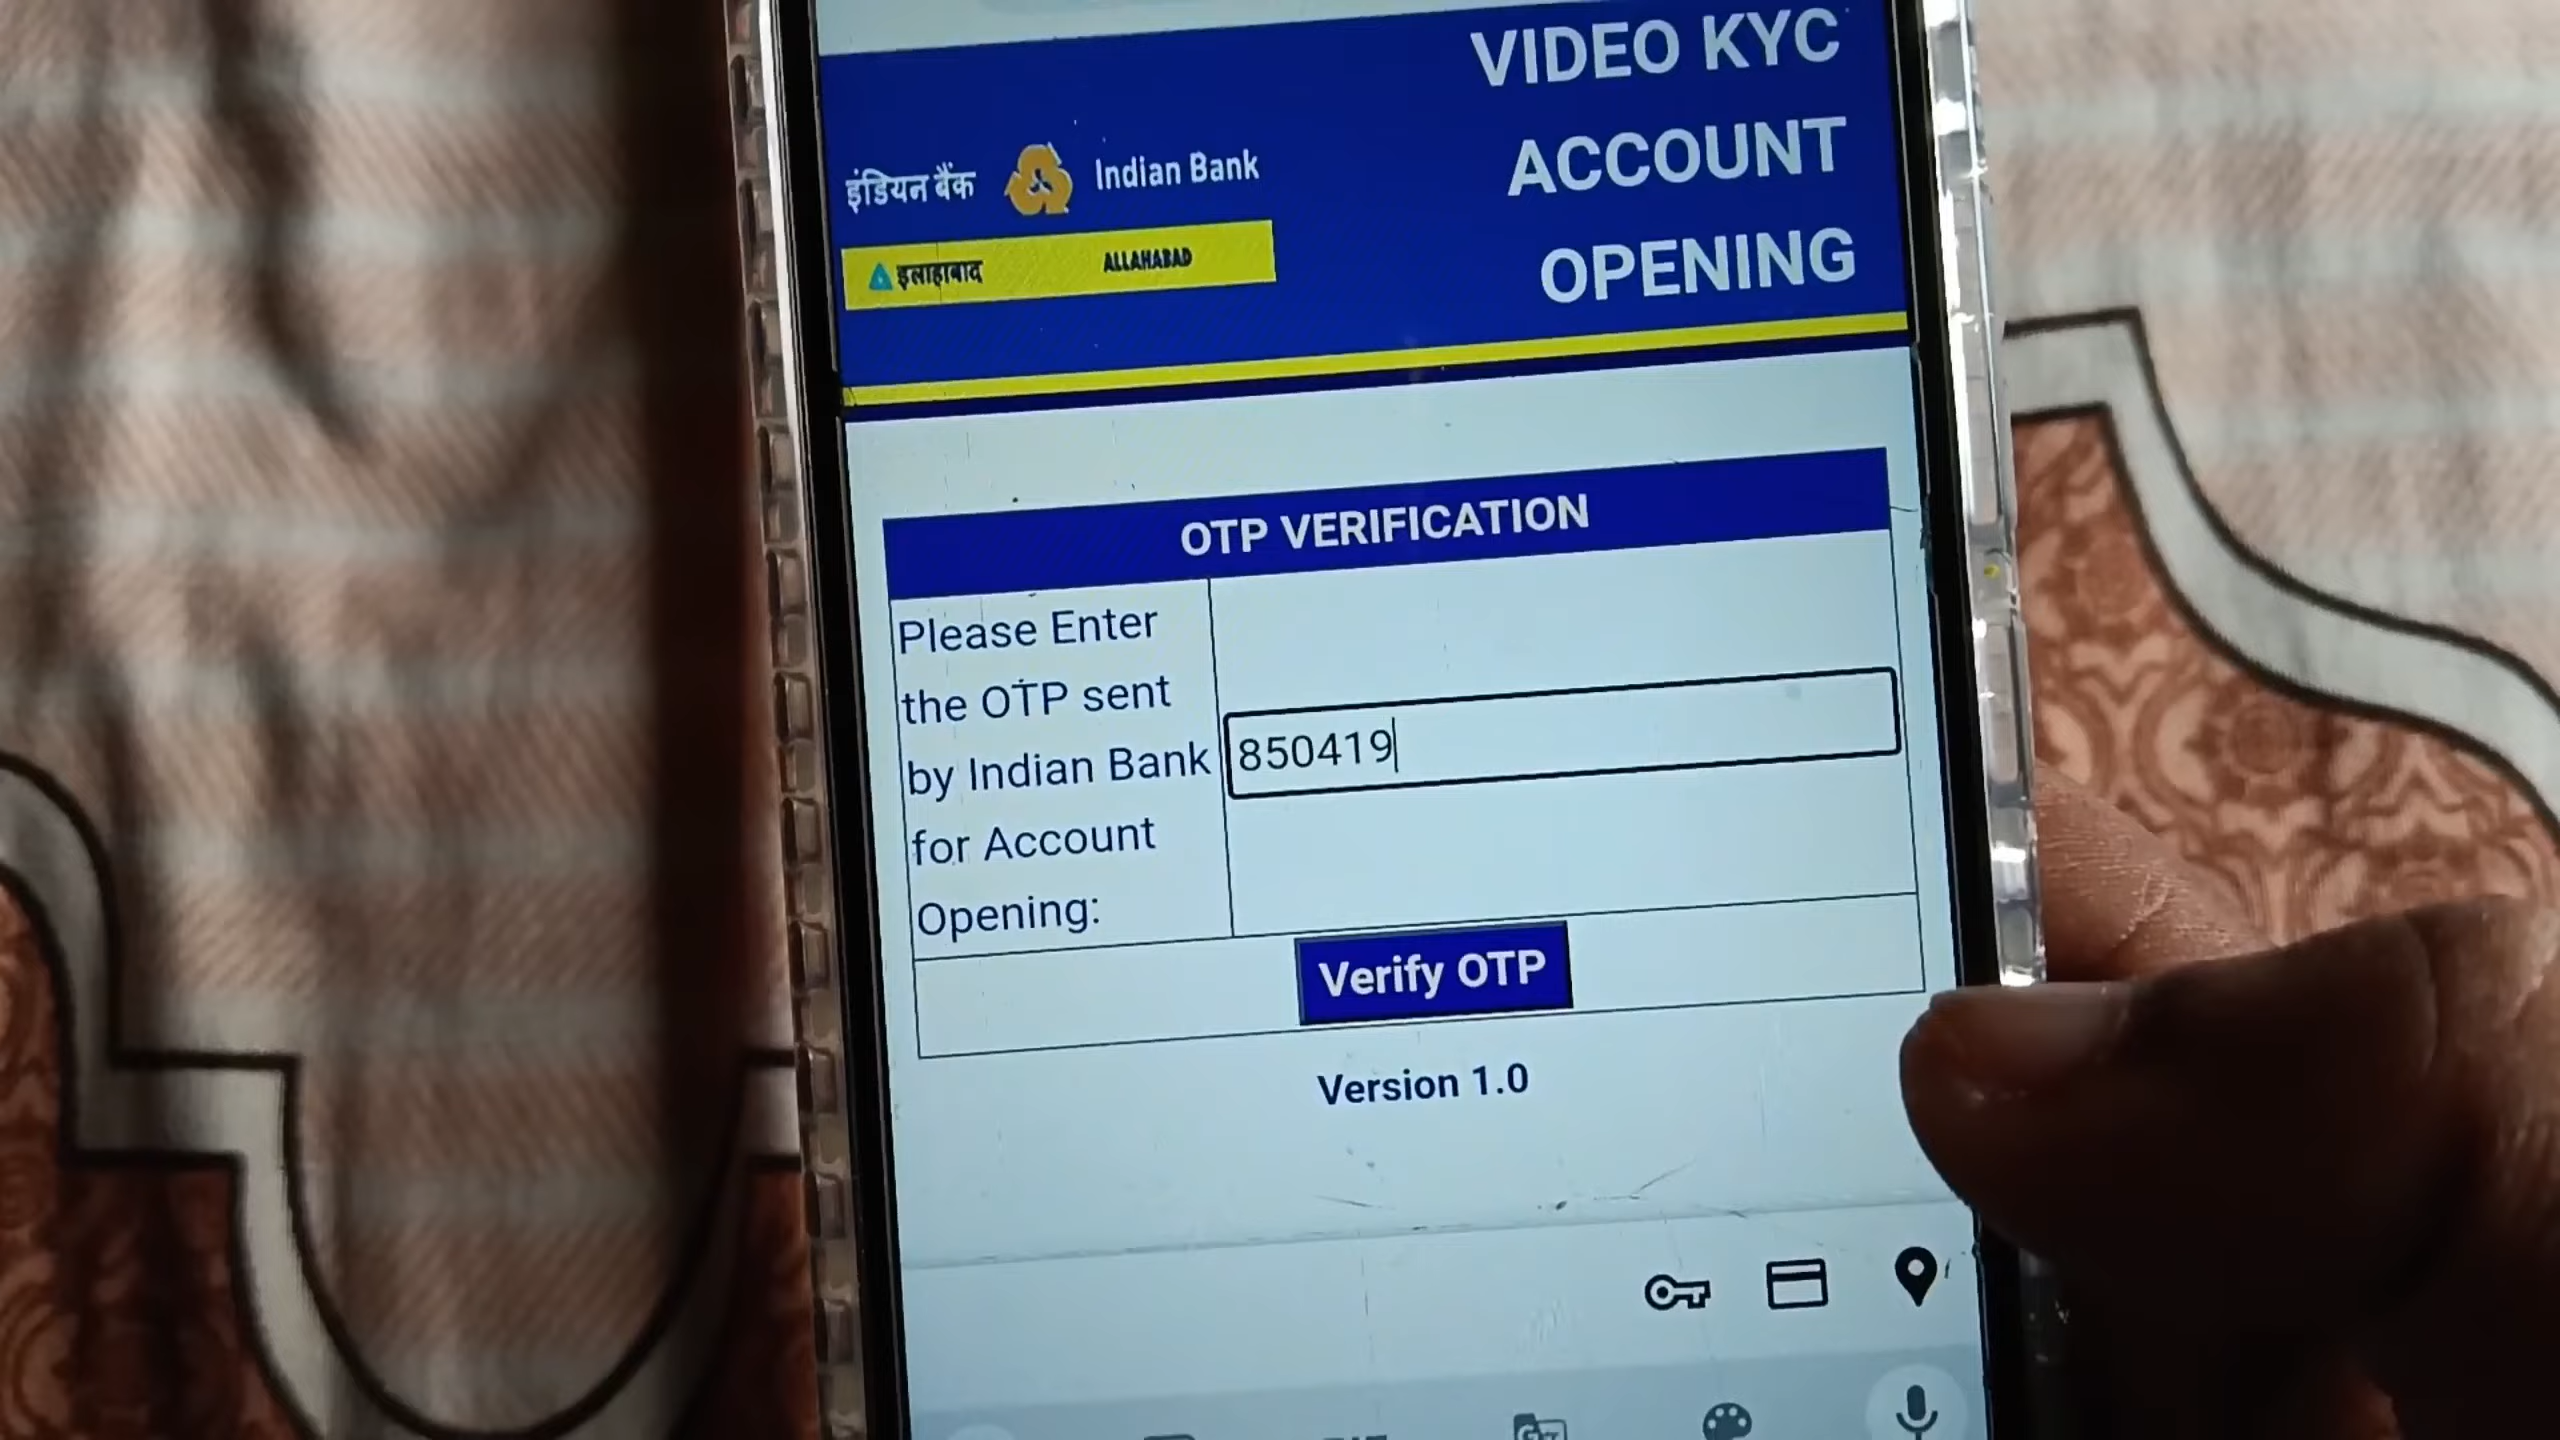 VIDEO KYC
ACCOUNT
OPENING
इंडियन बैंक Indian Bank
इलाहाबाद ALLAHABAD
OTP VERIFICATION
Please Enter
the OTP sent
by Indian Bank
for Account
Opening:
850419
Verify OTP
Version 1.0